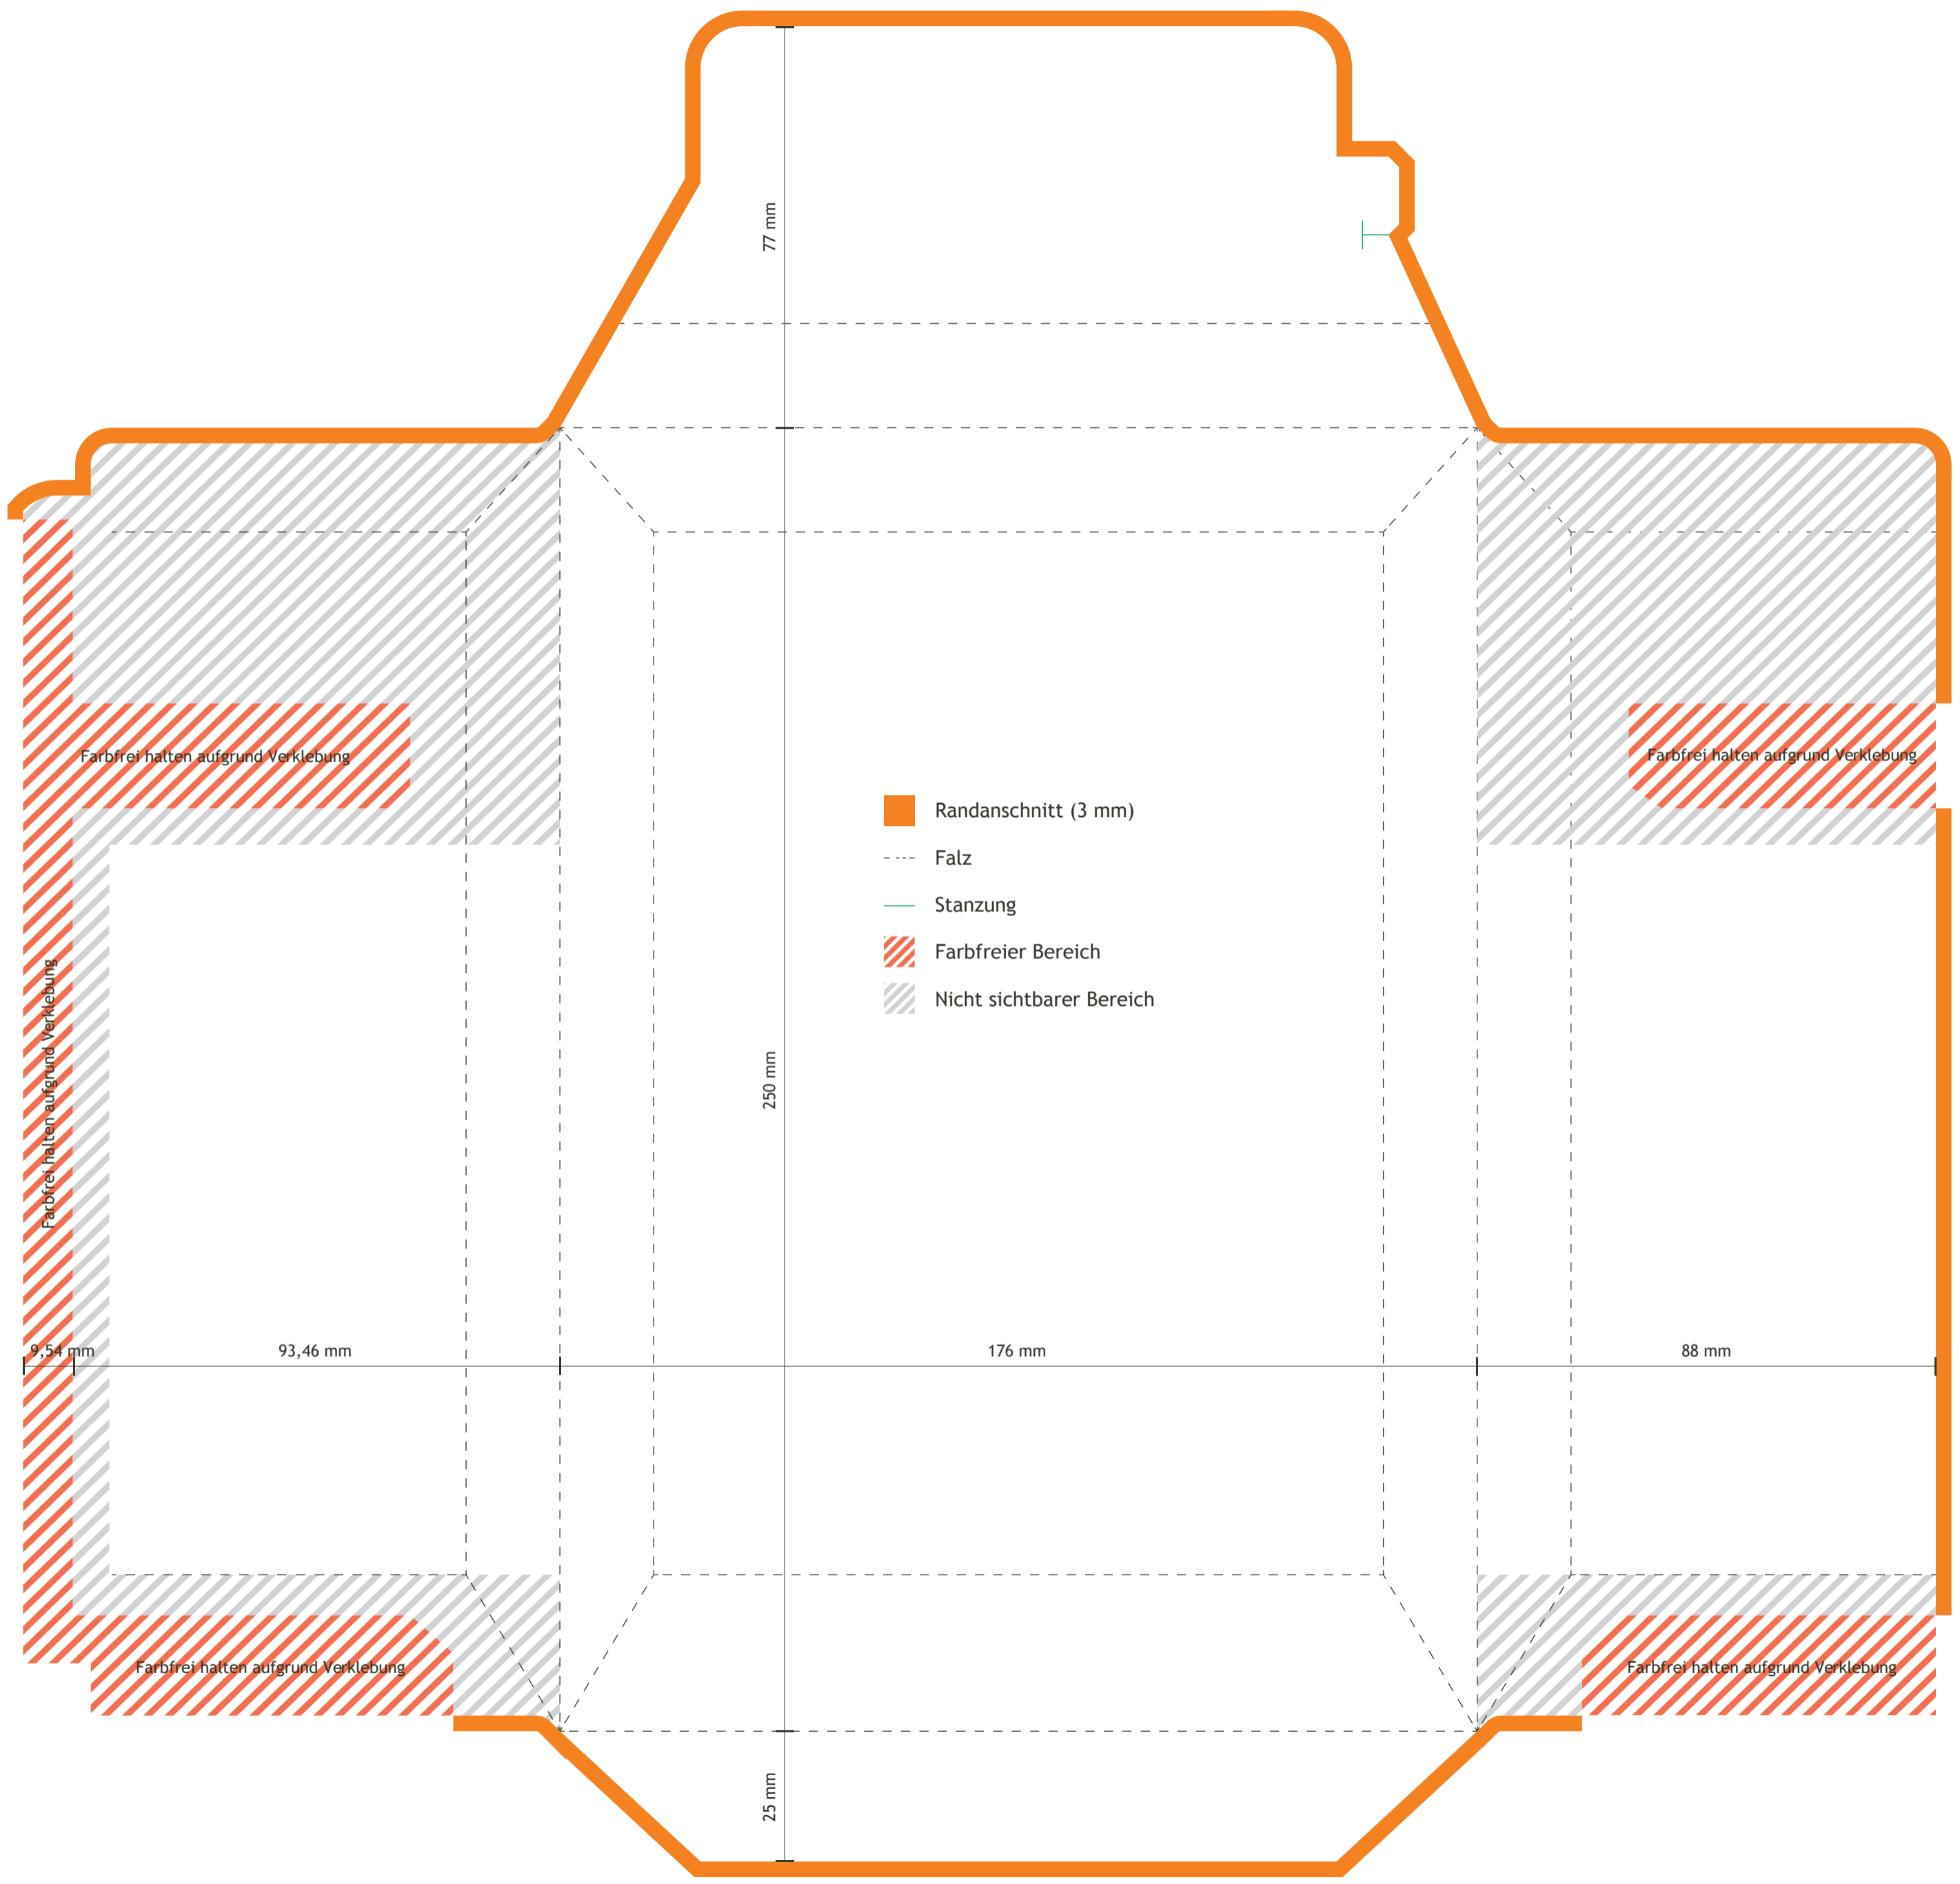 77 mm
Farbfrei halten aufgrund Verklebung
Farbfrei halten aufgrund Verklebung
Randanschnitt (3 mm)
Falz
Stanzung
Farbfreier Bereich
Nicht sichtbarer Bereich
Farbfrei halten aufgrund Verklebung
250 mm
9,54 mm
93,46 mm
176 mm
88 mm
Farbfrei halten aufgrund Verklebung
Farbfrei halten aufgrund Verklebung
25 mm